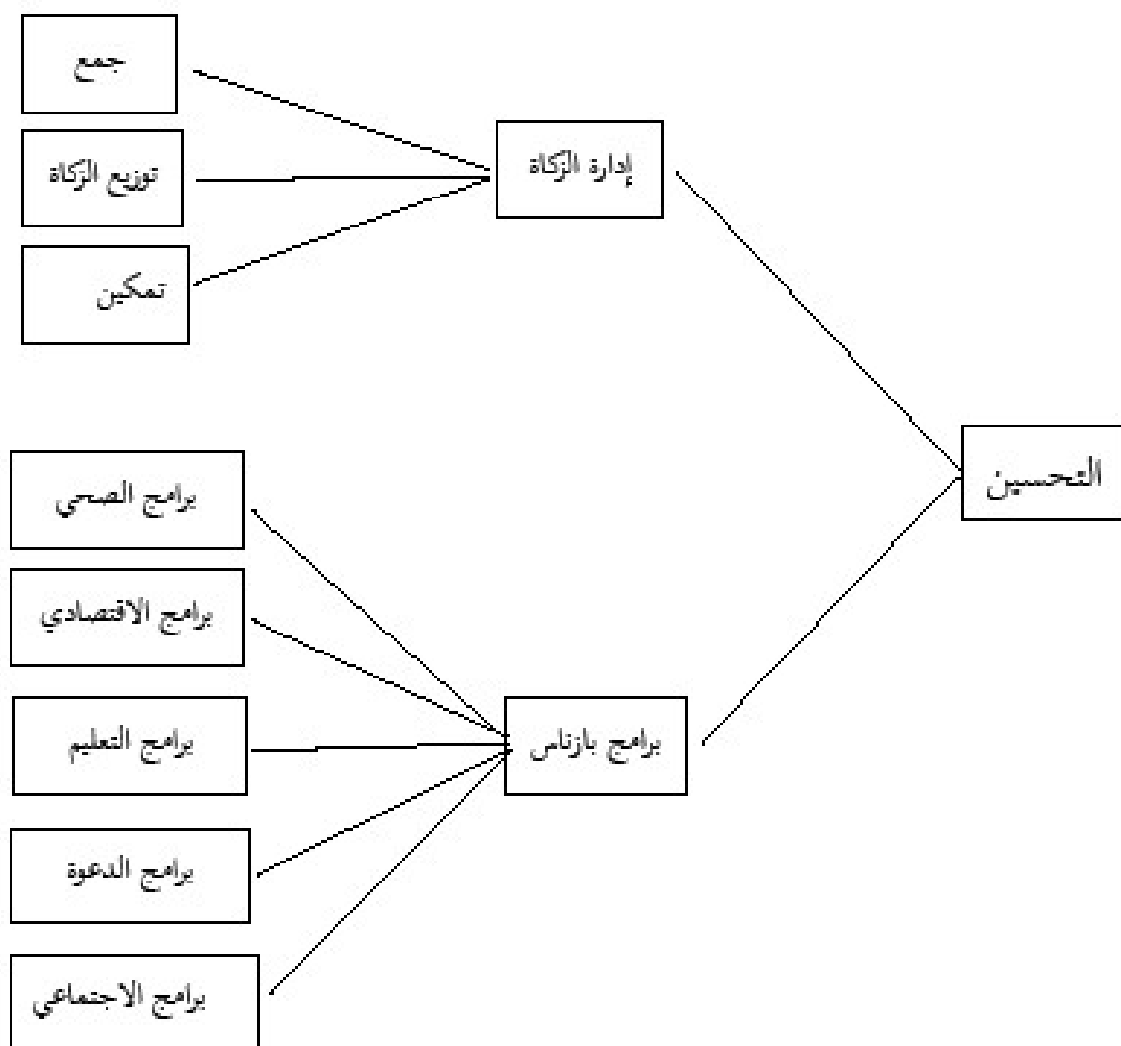 التحسين
إدارة الزكاة
جمع
توزيع الزكاة
تمكين
برامج بازناس
برامج الصحي
برامج الاقتصادي
برامج التعليم
برامج الدعوة
برامج الاجتماعي